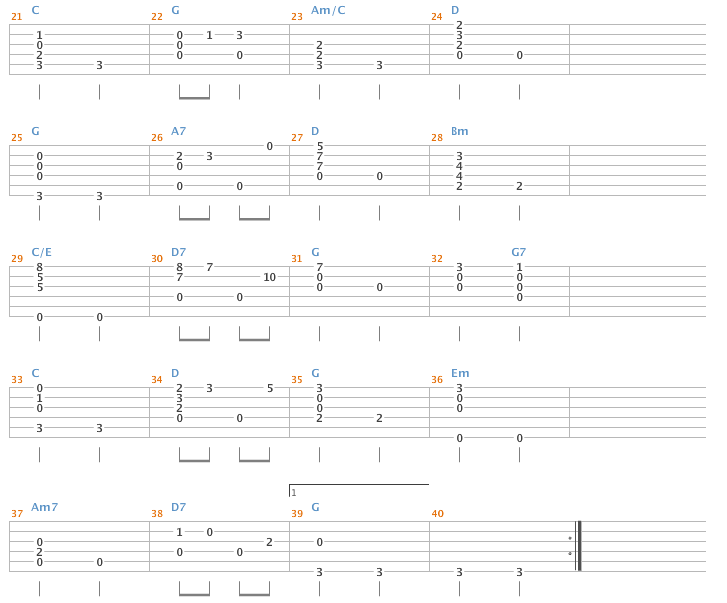 C G Am/C D
21 22 23 24
2
1 0 1 3 3
0 0 2 2
2 0 0 2 0 0
3 3 3 3
G A7 D Bm
25 26 27 28
0 5
0 2 3 7 3
0 0 7 4
0 0 0 4
0 0 2 2
3 3
C/E D7 G G7
29 30 31 32
8 8 7 7 3 1
5 7 10 0 0 0
5 0 0 0 0
0 0 0
0 0
C D G Em
33 34 35 36
0 2 3 5 3 3
1 3 0 0
0 2 0 0
0 0 2 2
3 3
0 0
1
Am7 D7 G
37 38 39 40
1 0
0 2 0
2 0 0
0 0
3 3 3 3